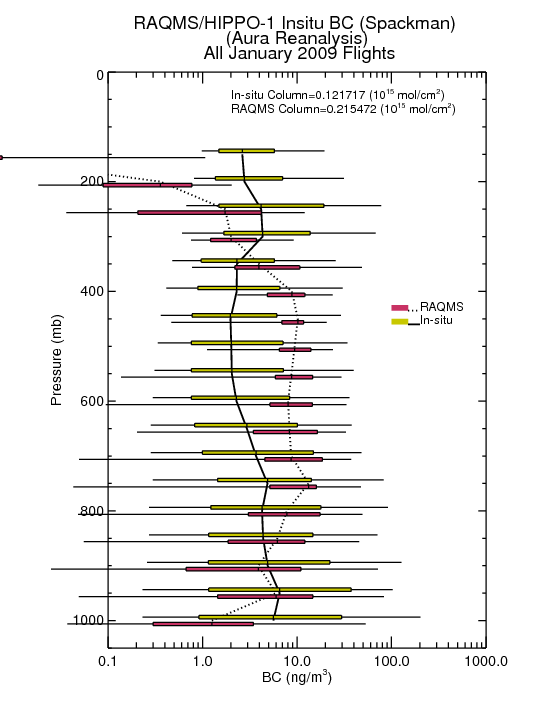 RAQMS/HIPPO-1 Insitu BC (Spackman)
(Aura Reanalysis)
All January 2009 Flights
In-situ Column=0.121717 (10¹⁵ mol/cm²)
RAQMS Column=0.215472 (10¹⁵ mol/cm²)
0
200
400
600
800
1000
Pressure (mb)
RAQMS
In-situ
0.1 1.0 10.0 100.0 1000.0
BC (ng/m³)